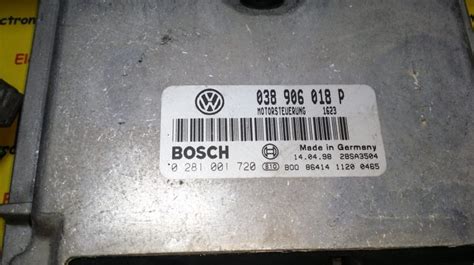 038 906 018 P
MOTORSTEUERUNG 1623
BOSCH
Made in Germany
14.04.98 28SA3504
0 281 001 720 E10 800 86414 1120 0465